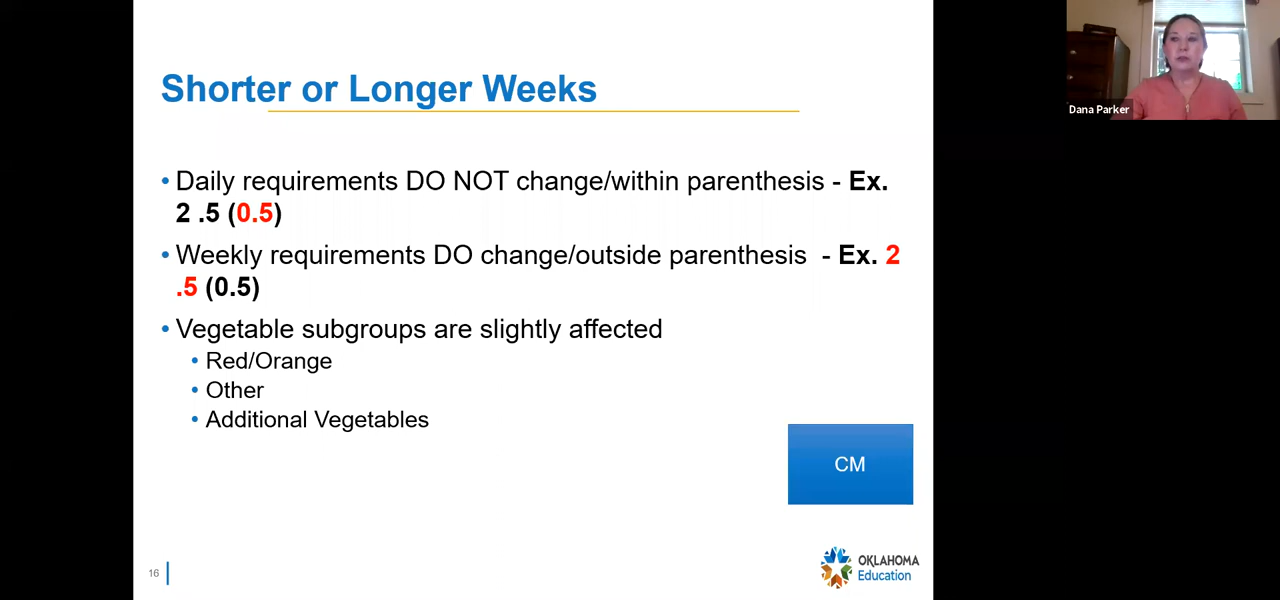 Shorter or Longer Weeks
Dana Parker
• Daily requirements DO NOT change/within parenthesis - Ex.
2 .5 (0.5)
• Weekly requirements DO change/outside parenthesis - Ex. 2
.5 (0.5)
• Vegetable subgroups are slightly affected
• Red/Orange
• Other
• Additional Vegetables
CM
16
OKLAHOMA
Education